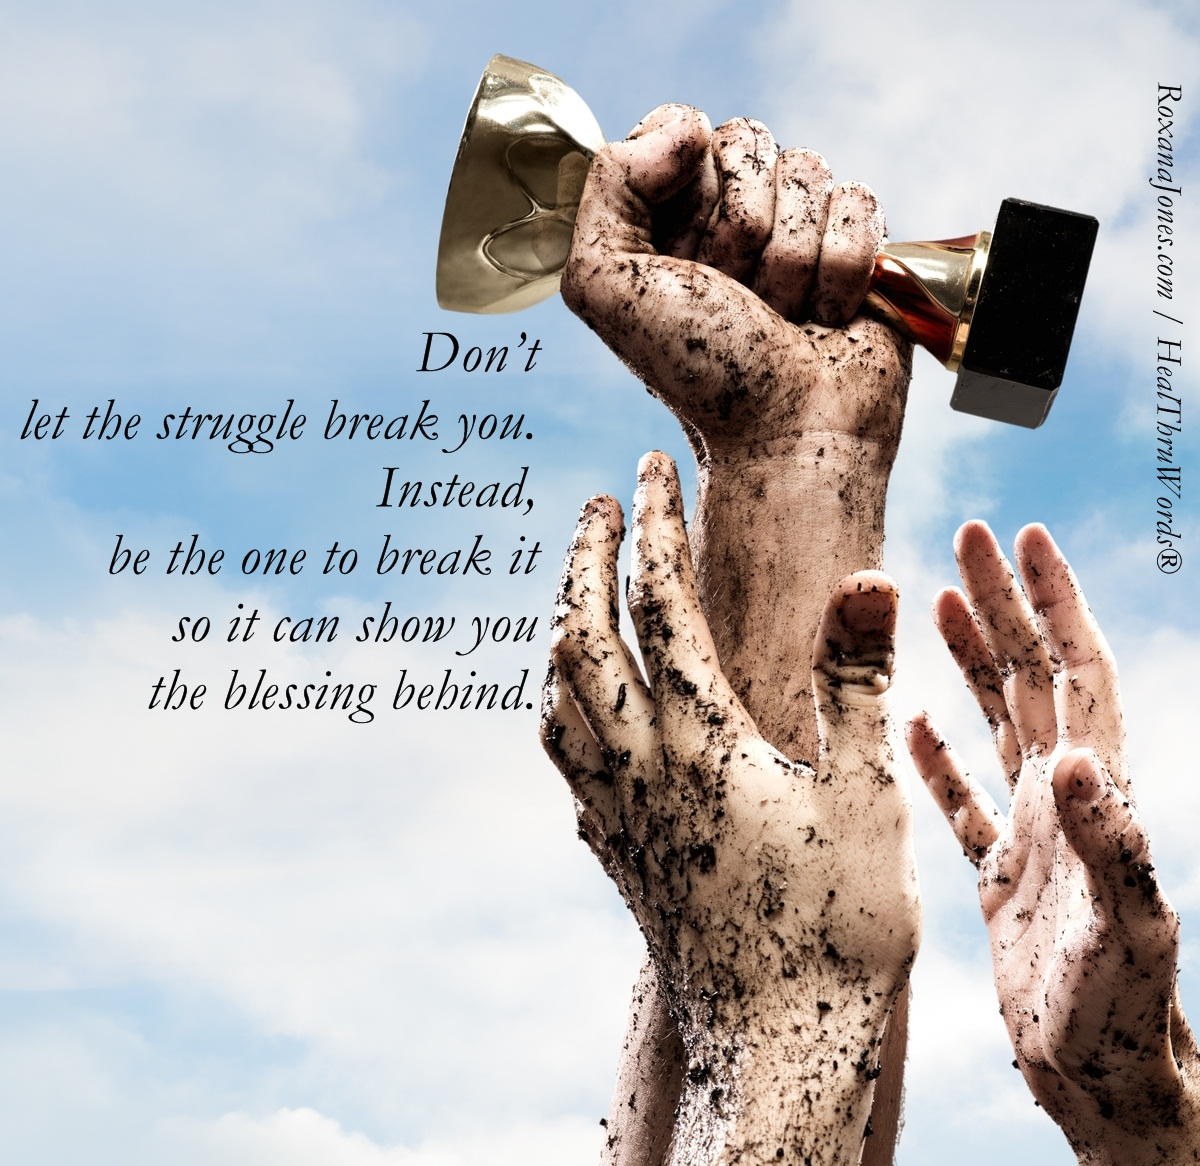 Don't
let the struggle break you.
Instead,
be the one to break it
so it can show you
the blessing behind.
RoxanaJones.com / HealThruWords®